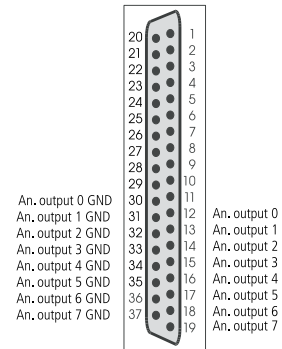 20 1
21 2
22 3
23 4
24 5
25 6
26 7
27 8
28 9
29 10
An. output 0 GND 30 11
An. output 1 GND 31 12 An. output 0
An. output 2 GND 32 13 An. output 1
An. output 3 GND 33 14 An. output 2
An. output 4 GND 34 15 An. output 3
An. output 5 GND 35 16 An. output 4
An. output 6 GND 36 17 An. output 5
An. output 7 GND 37 18 An. output 6
19 An. output 7